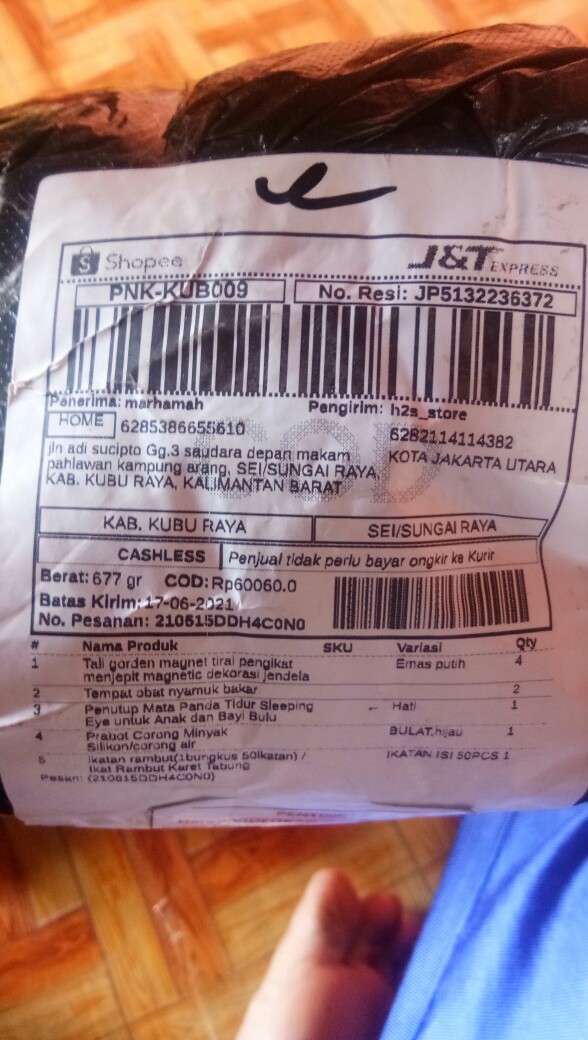 Shopee
J&T EXPRESS
PNK-KUB009
No. Resi: JP5132236372
Penerima: marhamah
Pengirim: h2s_store
HOME 6285386655610
6282114114382
jln adi sucipto Gg.3 saudara depan makam
pahlawan kampung arang, SEI/SUNGAI RAYA,
KAB. KUBU RAYA, KALIMANTAN BARAT
KOTA JAKARTA UTARA
COD
KAB. KUBU RAYA
SEI/SUNGAI RAYA
CASHLESS
Penjual tidak perlu bayar ongkir ke Kurir
Berat: 677 gr COD: Rp60060.0
Batas Kirim: 17-06-2021
No. Pesanan: 210615DDH4C0N0
# Nama Produk SKU Variasi Qty
1 Tali gorden magnet tirai pengikat Emas putih 4
menjepit magnetic dekorasi jendela
2 Tempat obat nyamuk bakar 2
3 Penutup Mata Panda Tidur Sleeping - Hati 1
Eye untuk Anak dan Bayi Bulu
4 Prabot Corong Minyak BULAT,hijau 1
Silikon/corong air
5 Ikatan rambut(1bungkus 50ikatan) / IKATAN ISI 50PCS 1
Ikat Rambut Karet Tabung
Pesan: (210615DDH4C0N0)